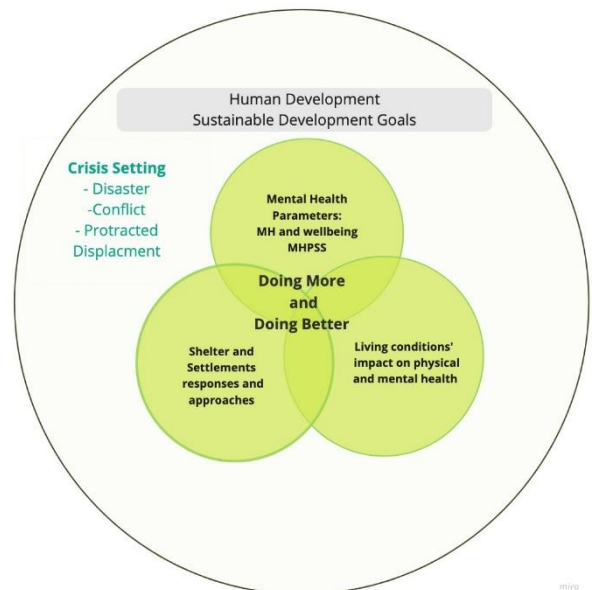 Human Development
Sustainable Development Goals
Crisis Setting
- Disaster
-Conflict
- Protracted
Displacment
Mental Health
Parameters:
MH and wellbeing
MHPSS
Doing More
and
Doing Better
Shelter and
Settlements
responses and
approaches
Living conditions'
impact on physical
and mental health
miro